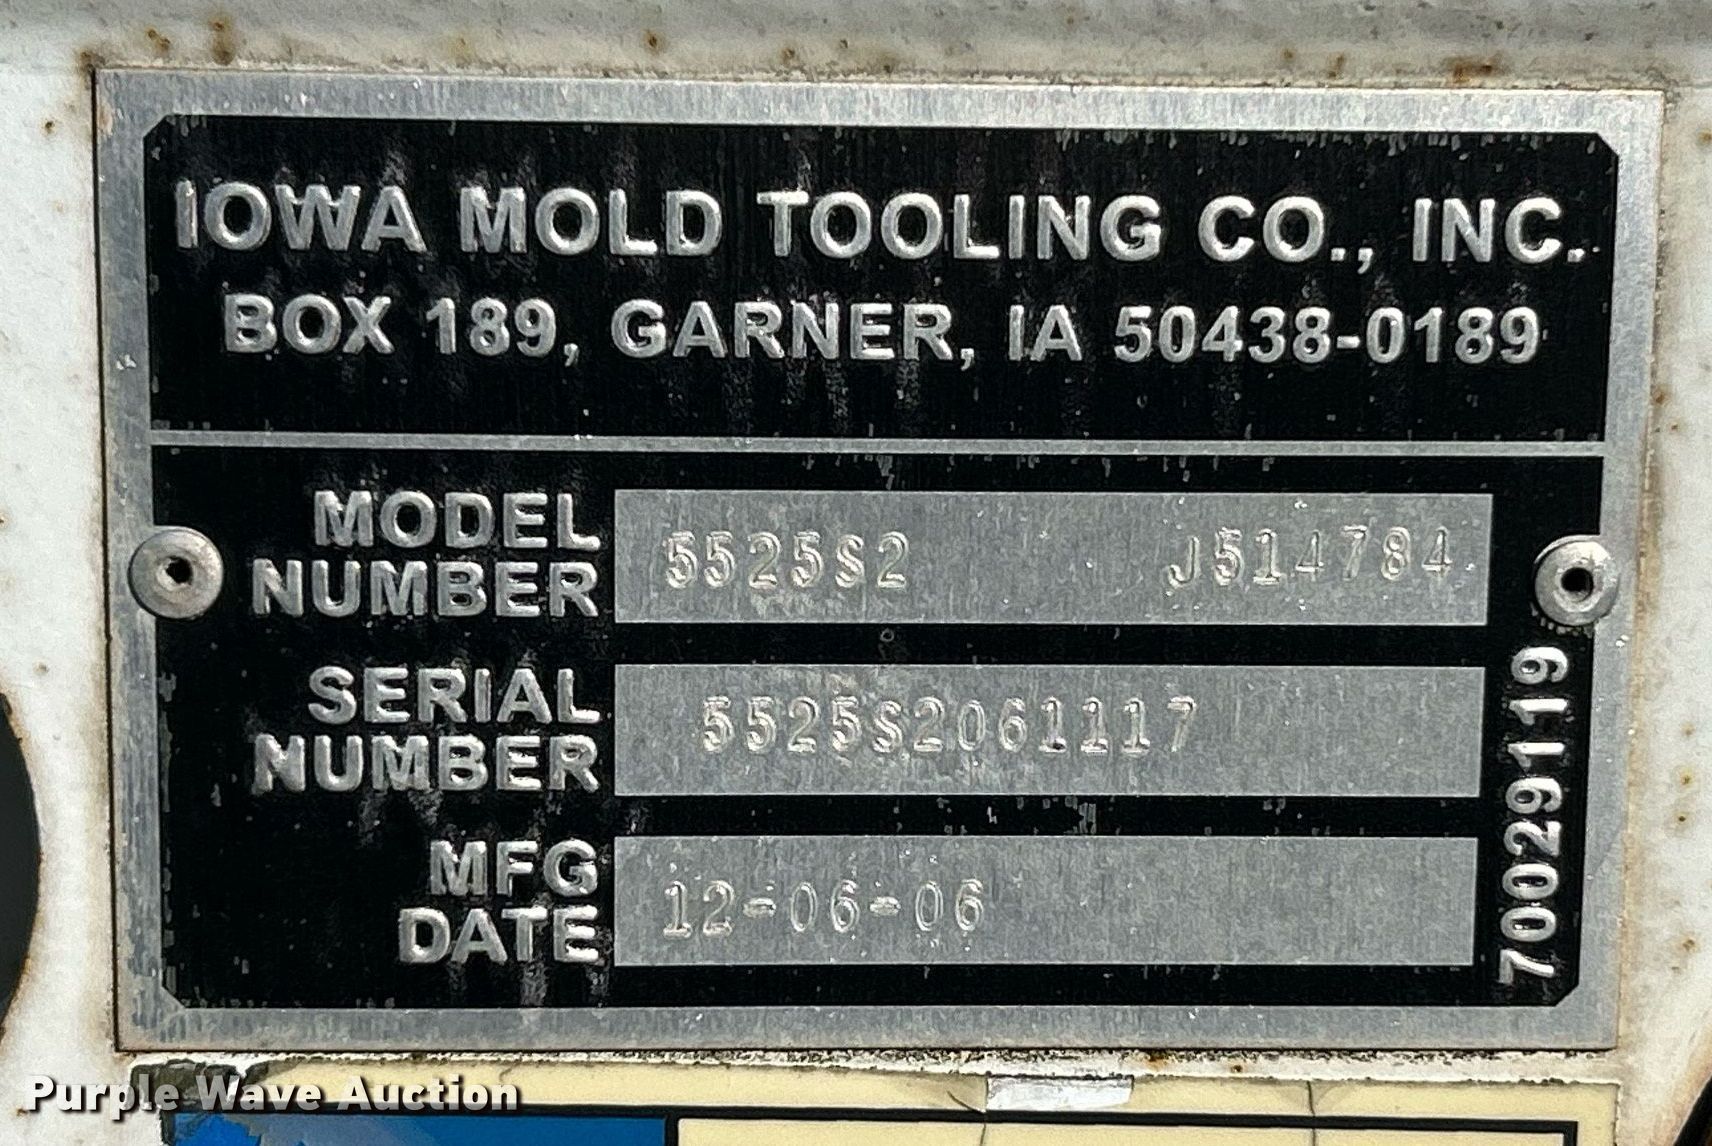 IOWA MOLD TOOLING CO., INC.
BOX 189, GARNER, IA 50438-0189
MODEL
NUMBER
5525S2 J514784
SERIAL
NUMBER
5525S2061117
MFG
DATE
12-06-06
70029119
Purple Wave Auction